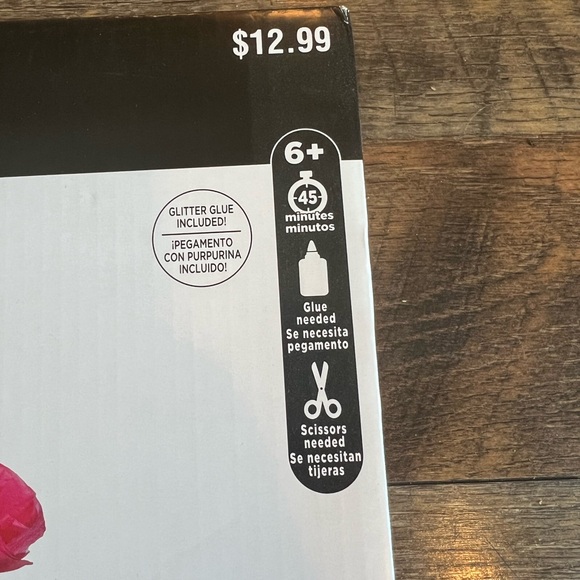 $12.99
6+
45
minutes
minutos
GLITTER GLUE
INCLUDED!
¡PEGAMENTO
CON PURPURINA
INCLUIDO!
Glue
needed
Se necesita
pegamento
Scissors
needed
Se necesitan
tijeras